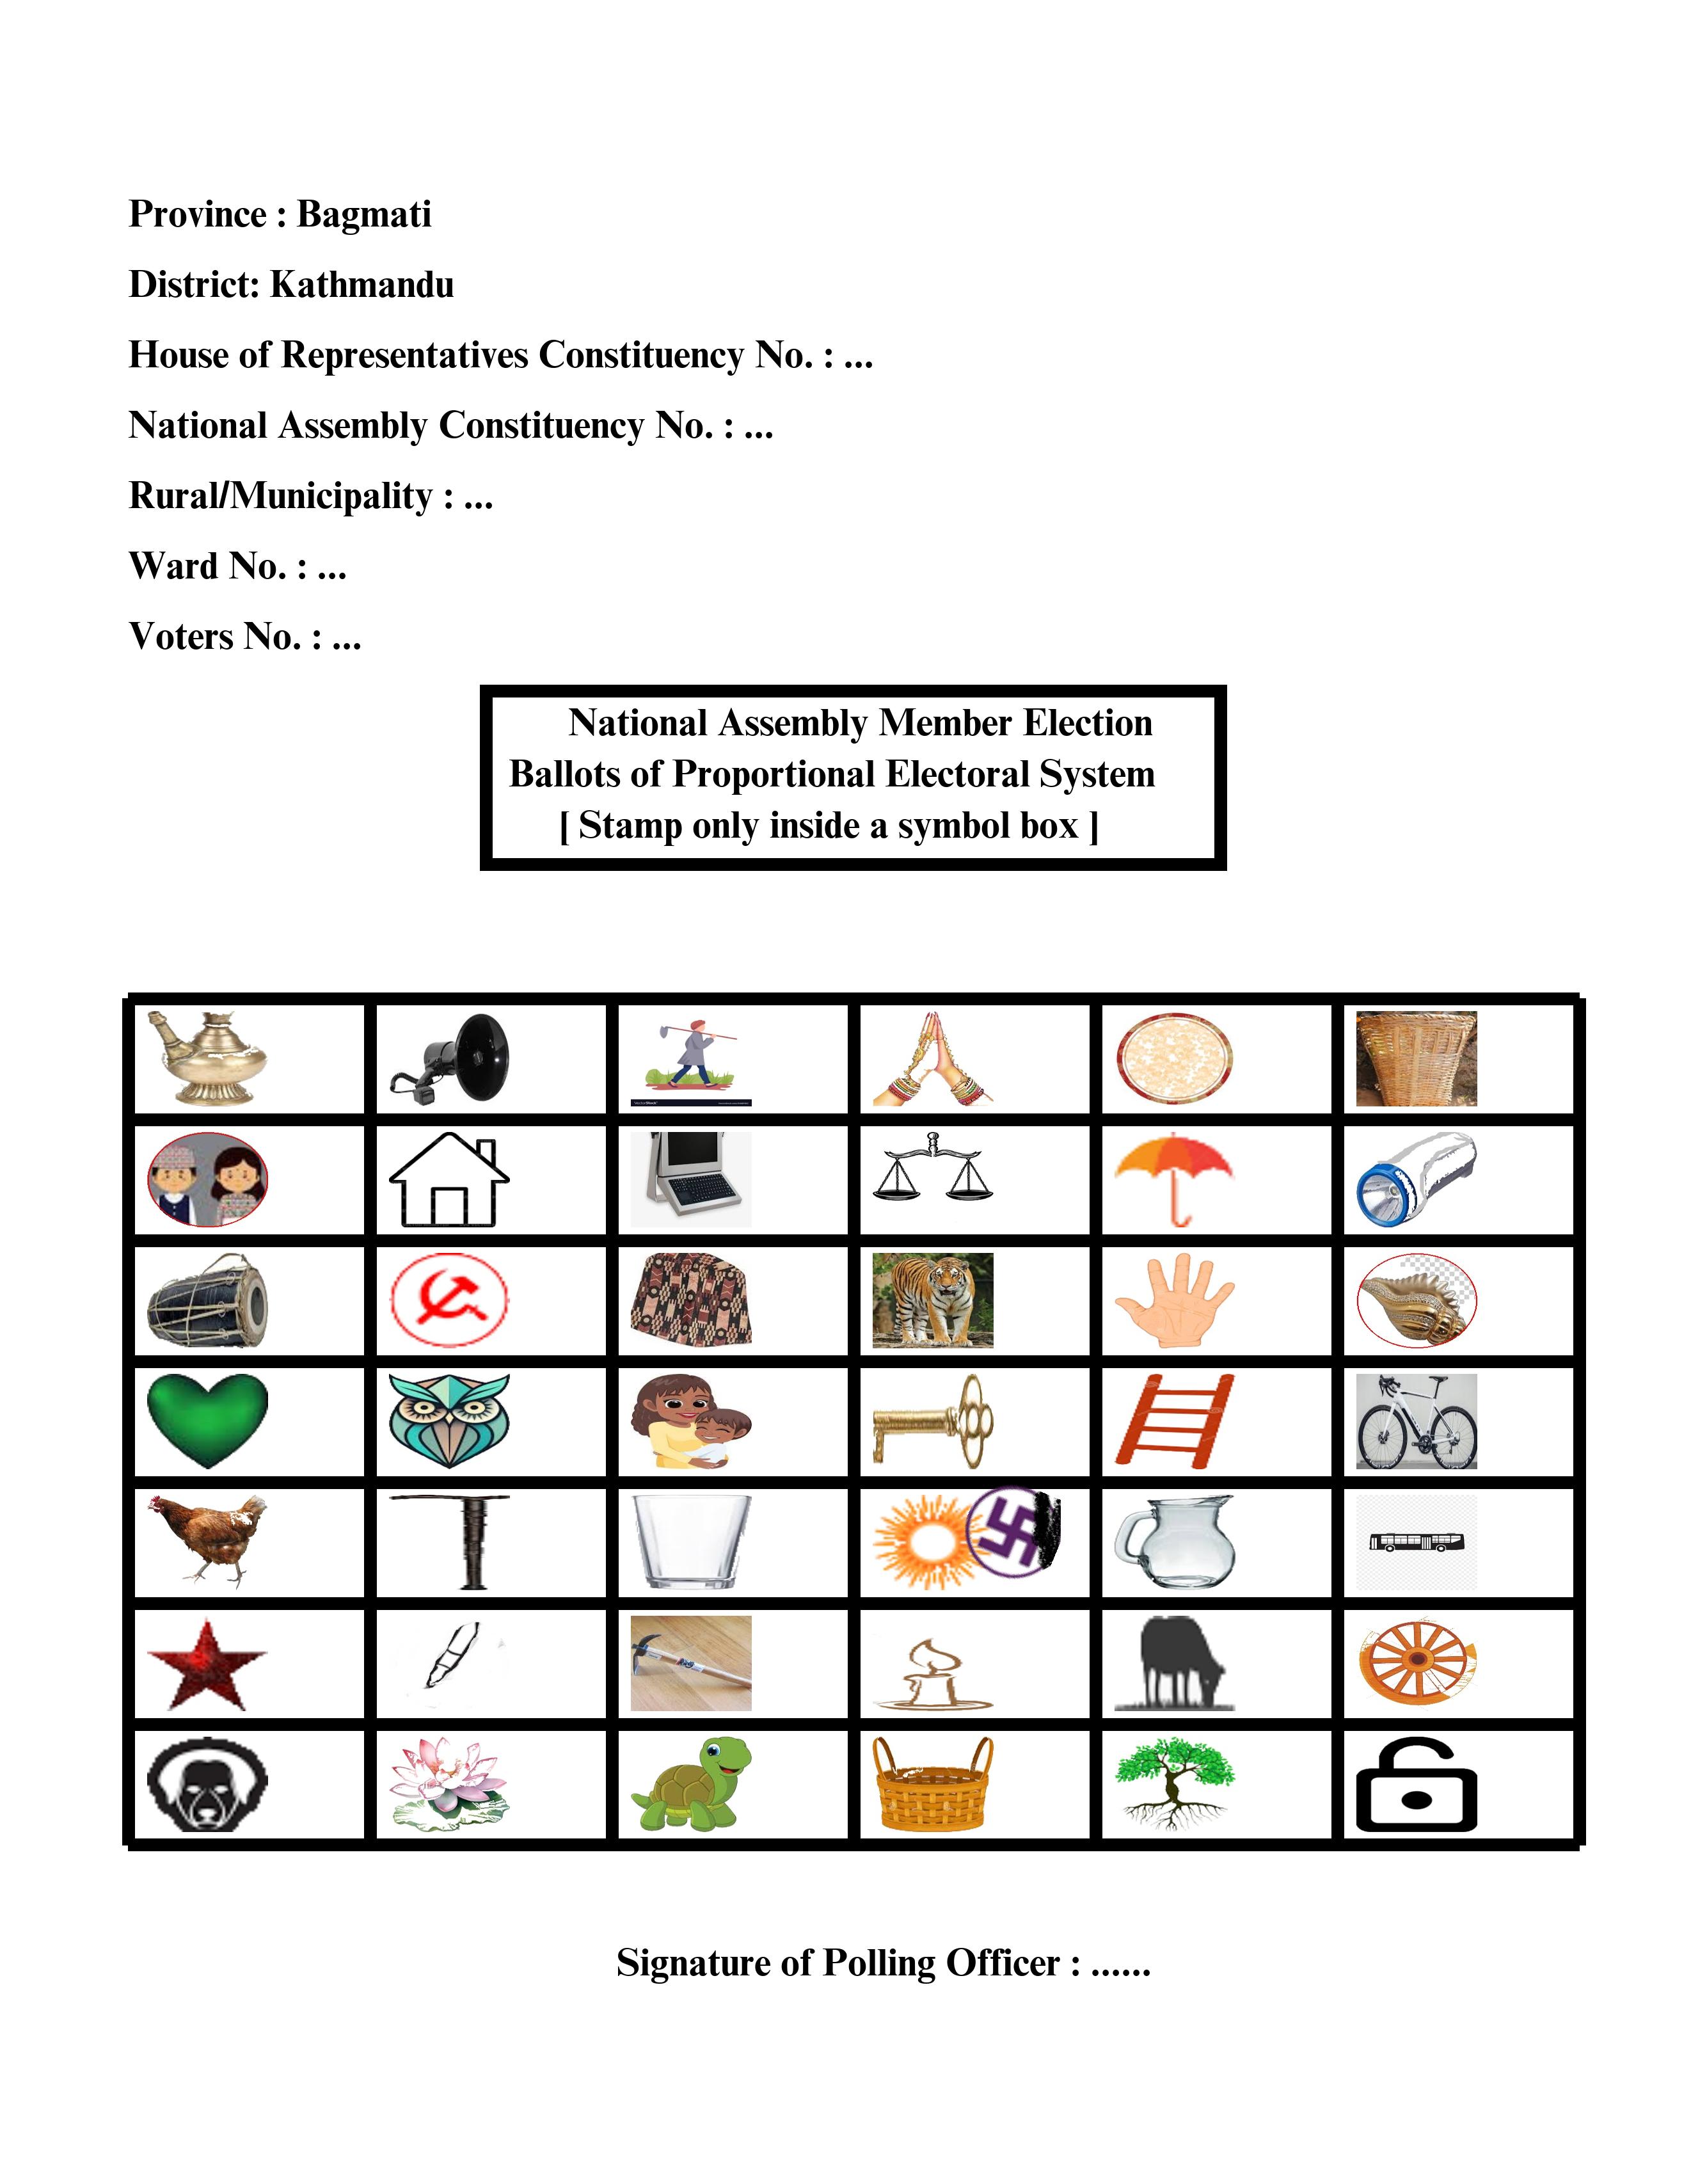 Province : Bagmati
District: Kathmandu
House of Representatives Constituency No. : ...
National Assembly Constituency No. : ...
Rural/Municipality : ...
Ward No. : ...
Voters No. : ...
National Assembly Member Election
Ballots of Proportional Electoral System
[ Stamp only inside a symbol box ]
Signature of Polling Officer : ......